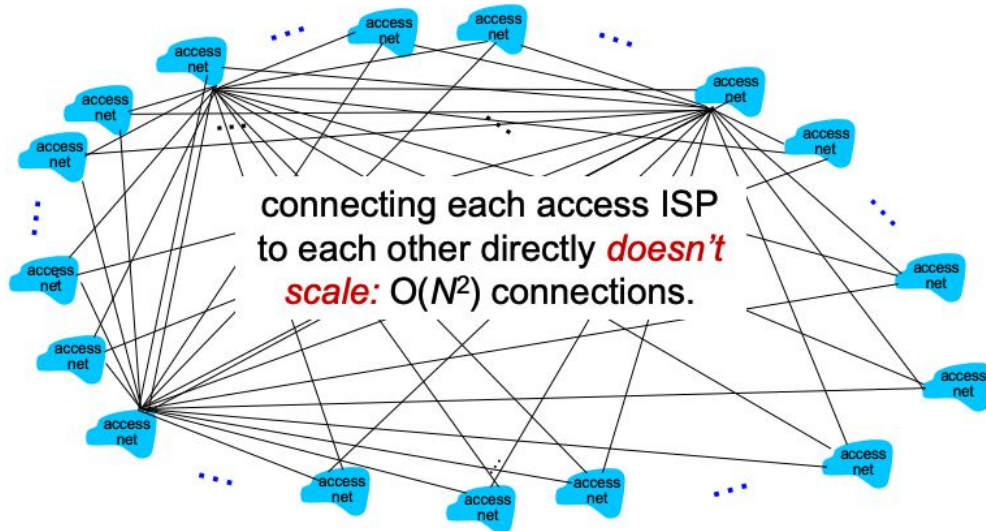 access
net
access
net
access
net
access
net
access
net
access
net
access
net
access
net
connecting each access ISP
to each other directly doesn't
scale: O(N²) connections.
access
net
access
net
access
net
access
net
access
net
access
net
access
net
access
net
access
net